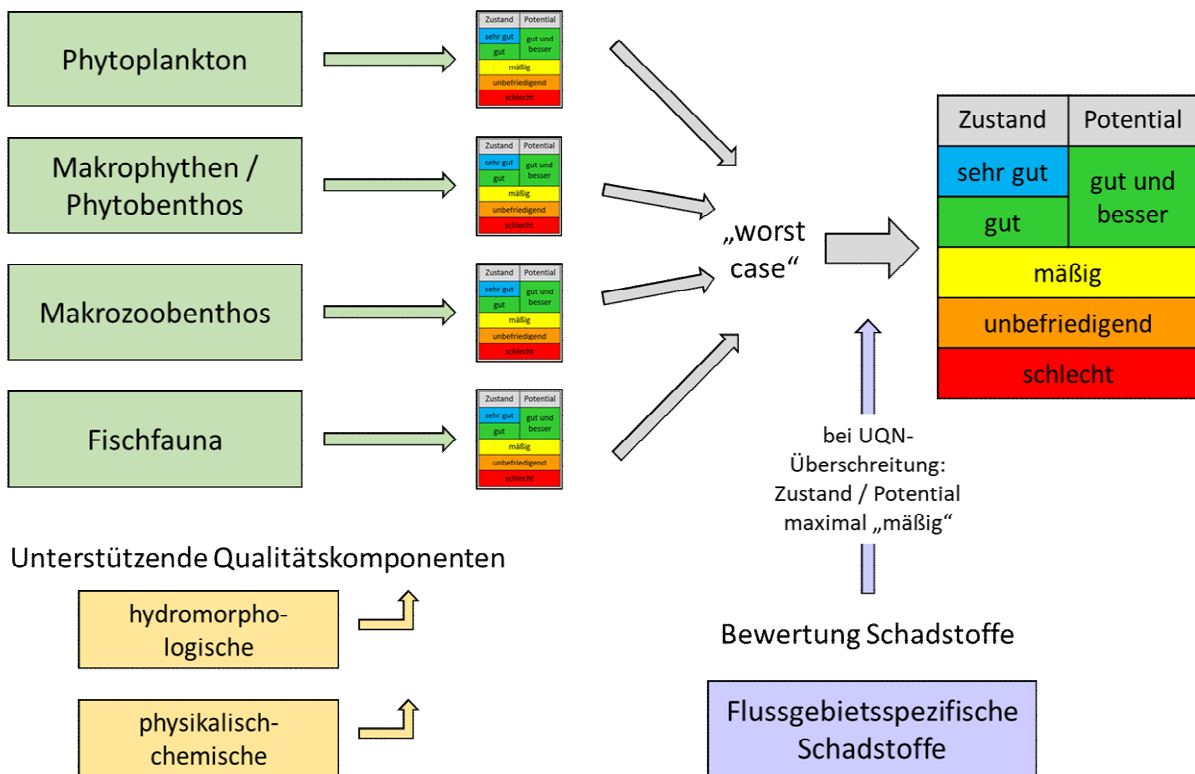 Phytoplankton
Zustand Potential
sehr gut
gut und
besser
gut
mäßig
unbefriedigend
schlecht
Makrophythen /
Phytobenthos
Zustand Potential
sehr gut
gut und
besser
gut
mäßig
unbefriedigend
schlecht
Makrozoobenthos
Zustand Potential
sehr gut
gut und
besser
gut
mäßig
unbefriedigend
schlecht
Fischfauna
Zustand Potential
sehr gut
gut und
besser
gut
mäßig
unbefriedigend
schlecht
„worst
case“
Zustand Potential
sehr gut
gut und
besser
gut
mäßig
unbefriedigend
schlecht
bei UQN-
Überschreitung:
Zustand / Potential
maximal „mäßig“
Unterstützende Qualitätskomponenten
hydromorpho-
logische
physikalisch-
chemische
Bewertung Schadstoffe
Flussgebietsspezifische
Schadstoffe